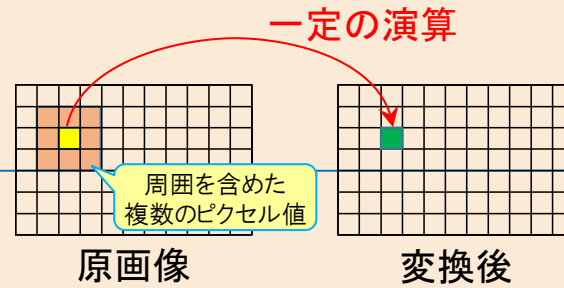 一定の演算
周囲を含めた
複数のピクセル値
原画像
変換後